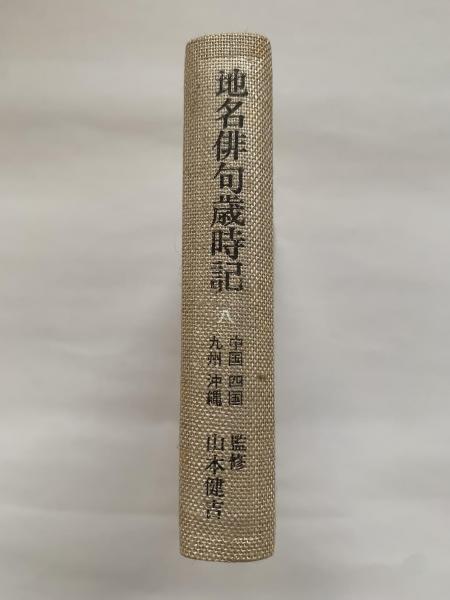 地名俳句歳時記
八
中国 四国
九州 沖縄
監修
山本健吉